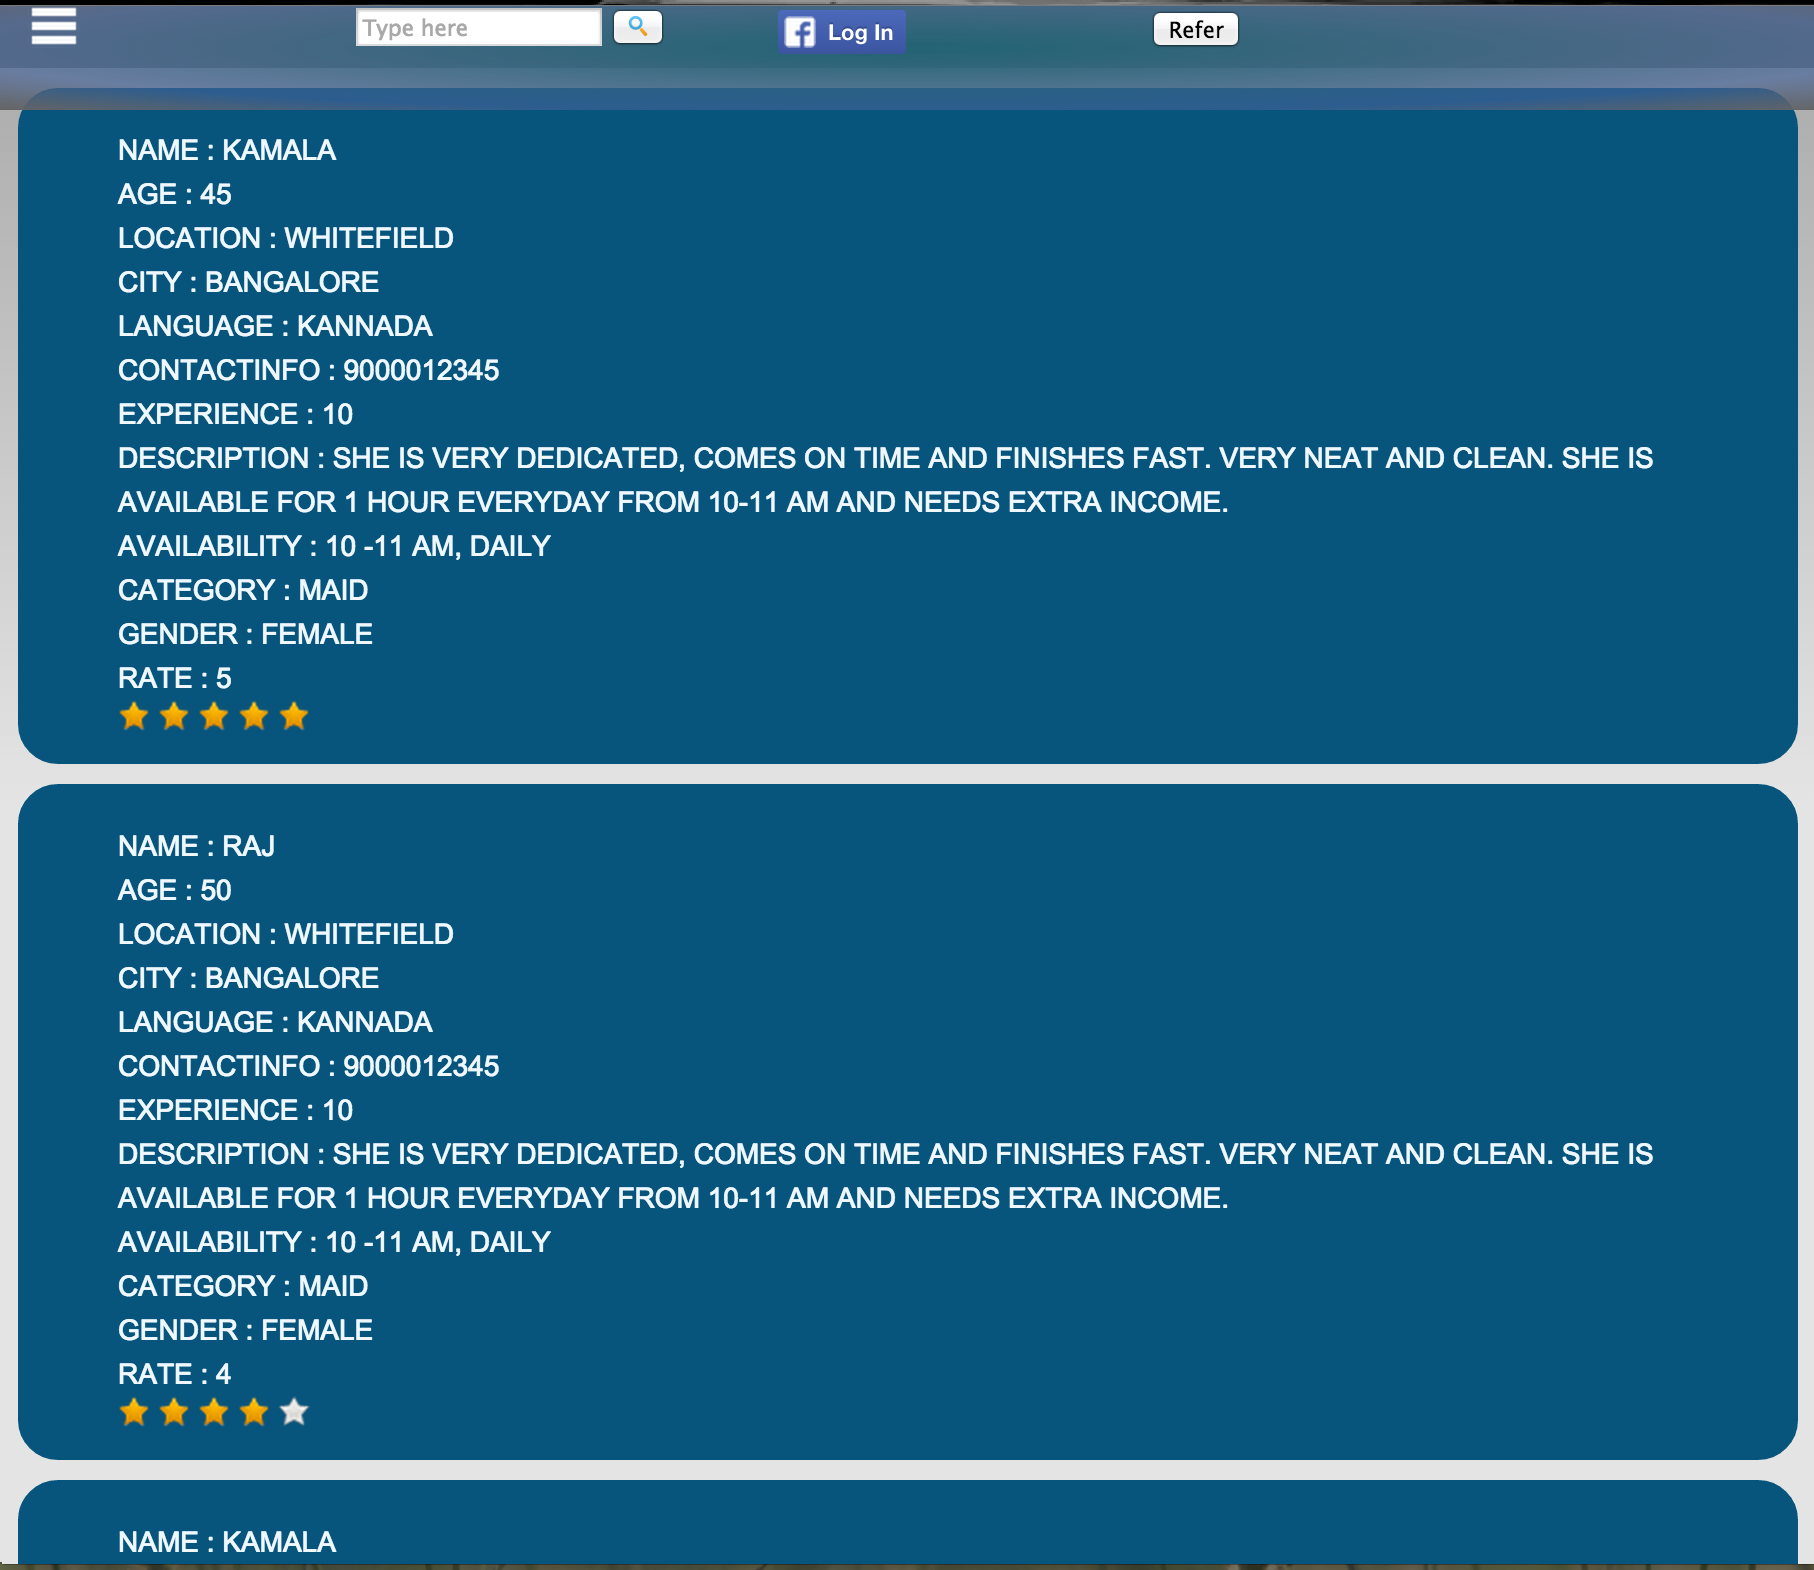 Type here
f Log In
Refer
NAME : KAMALA
AGE : 45
LOCATION : WHITEFIELD
CITY : BANGALORE
LANGUAGE : KANNADA
CONTACTINFO : 9000012345
EXPERIENCE : 10
DESCRIPTION : SHE IS VERY DEDICATED, COMES ON TIME AND FINISHES FAST. VERY NEAT AND CLEAN. SHE IS
AVAILABLE FOR 1 HOUR EVERYDAY FROM 10-11 AM AND NEEDS EXTRA INCOME.
AVAILABILITY : 10 -11 AM, DAILY
CATEGORY : MAID
GENDER : FEMALE
RATE : 5
NAME : RAJ
AGE : 50
LOCATION : WHITEFIELD
CITY : BANGALORE
LANGUAGE : KANNADA
CONTACTINFO : 9000012345
EXPERIENCE : 10
DESCRIPTION : SHE IS VERY DEDICATED, COMES ON TIME AND FINISHES FAST. VERY NEAT AND CLEAN. SHE IS
AVAILABLE FOR 1 HOUR EVERYDAY FROM 10-11 AM AND NEEDS EXTRA INCOME.
AVAILABILITY : 10 -11 AM, DAILY
CATEGORY : MAID
GENDER : FEMALE
RATE : 4
NAME : KAMALA